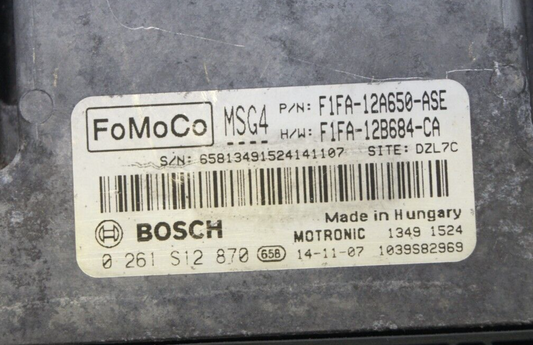 FoMoCo MSG4 P/N: F1FA-12A650-ASE
H/W: F1FA-12B684-CA
S/N: 65813491524141107 SITE: DZL7C
Made in Hungary
BOSCH MOTRONIC 1349 1524
0 261 S12 870 65B 14-11-07 1039S82969